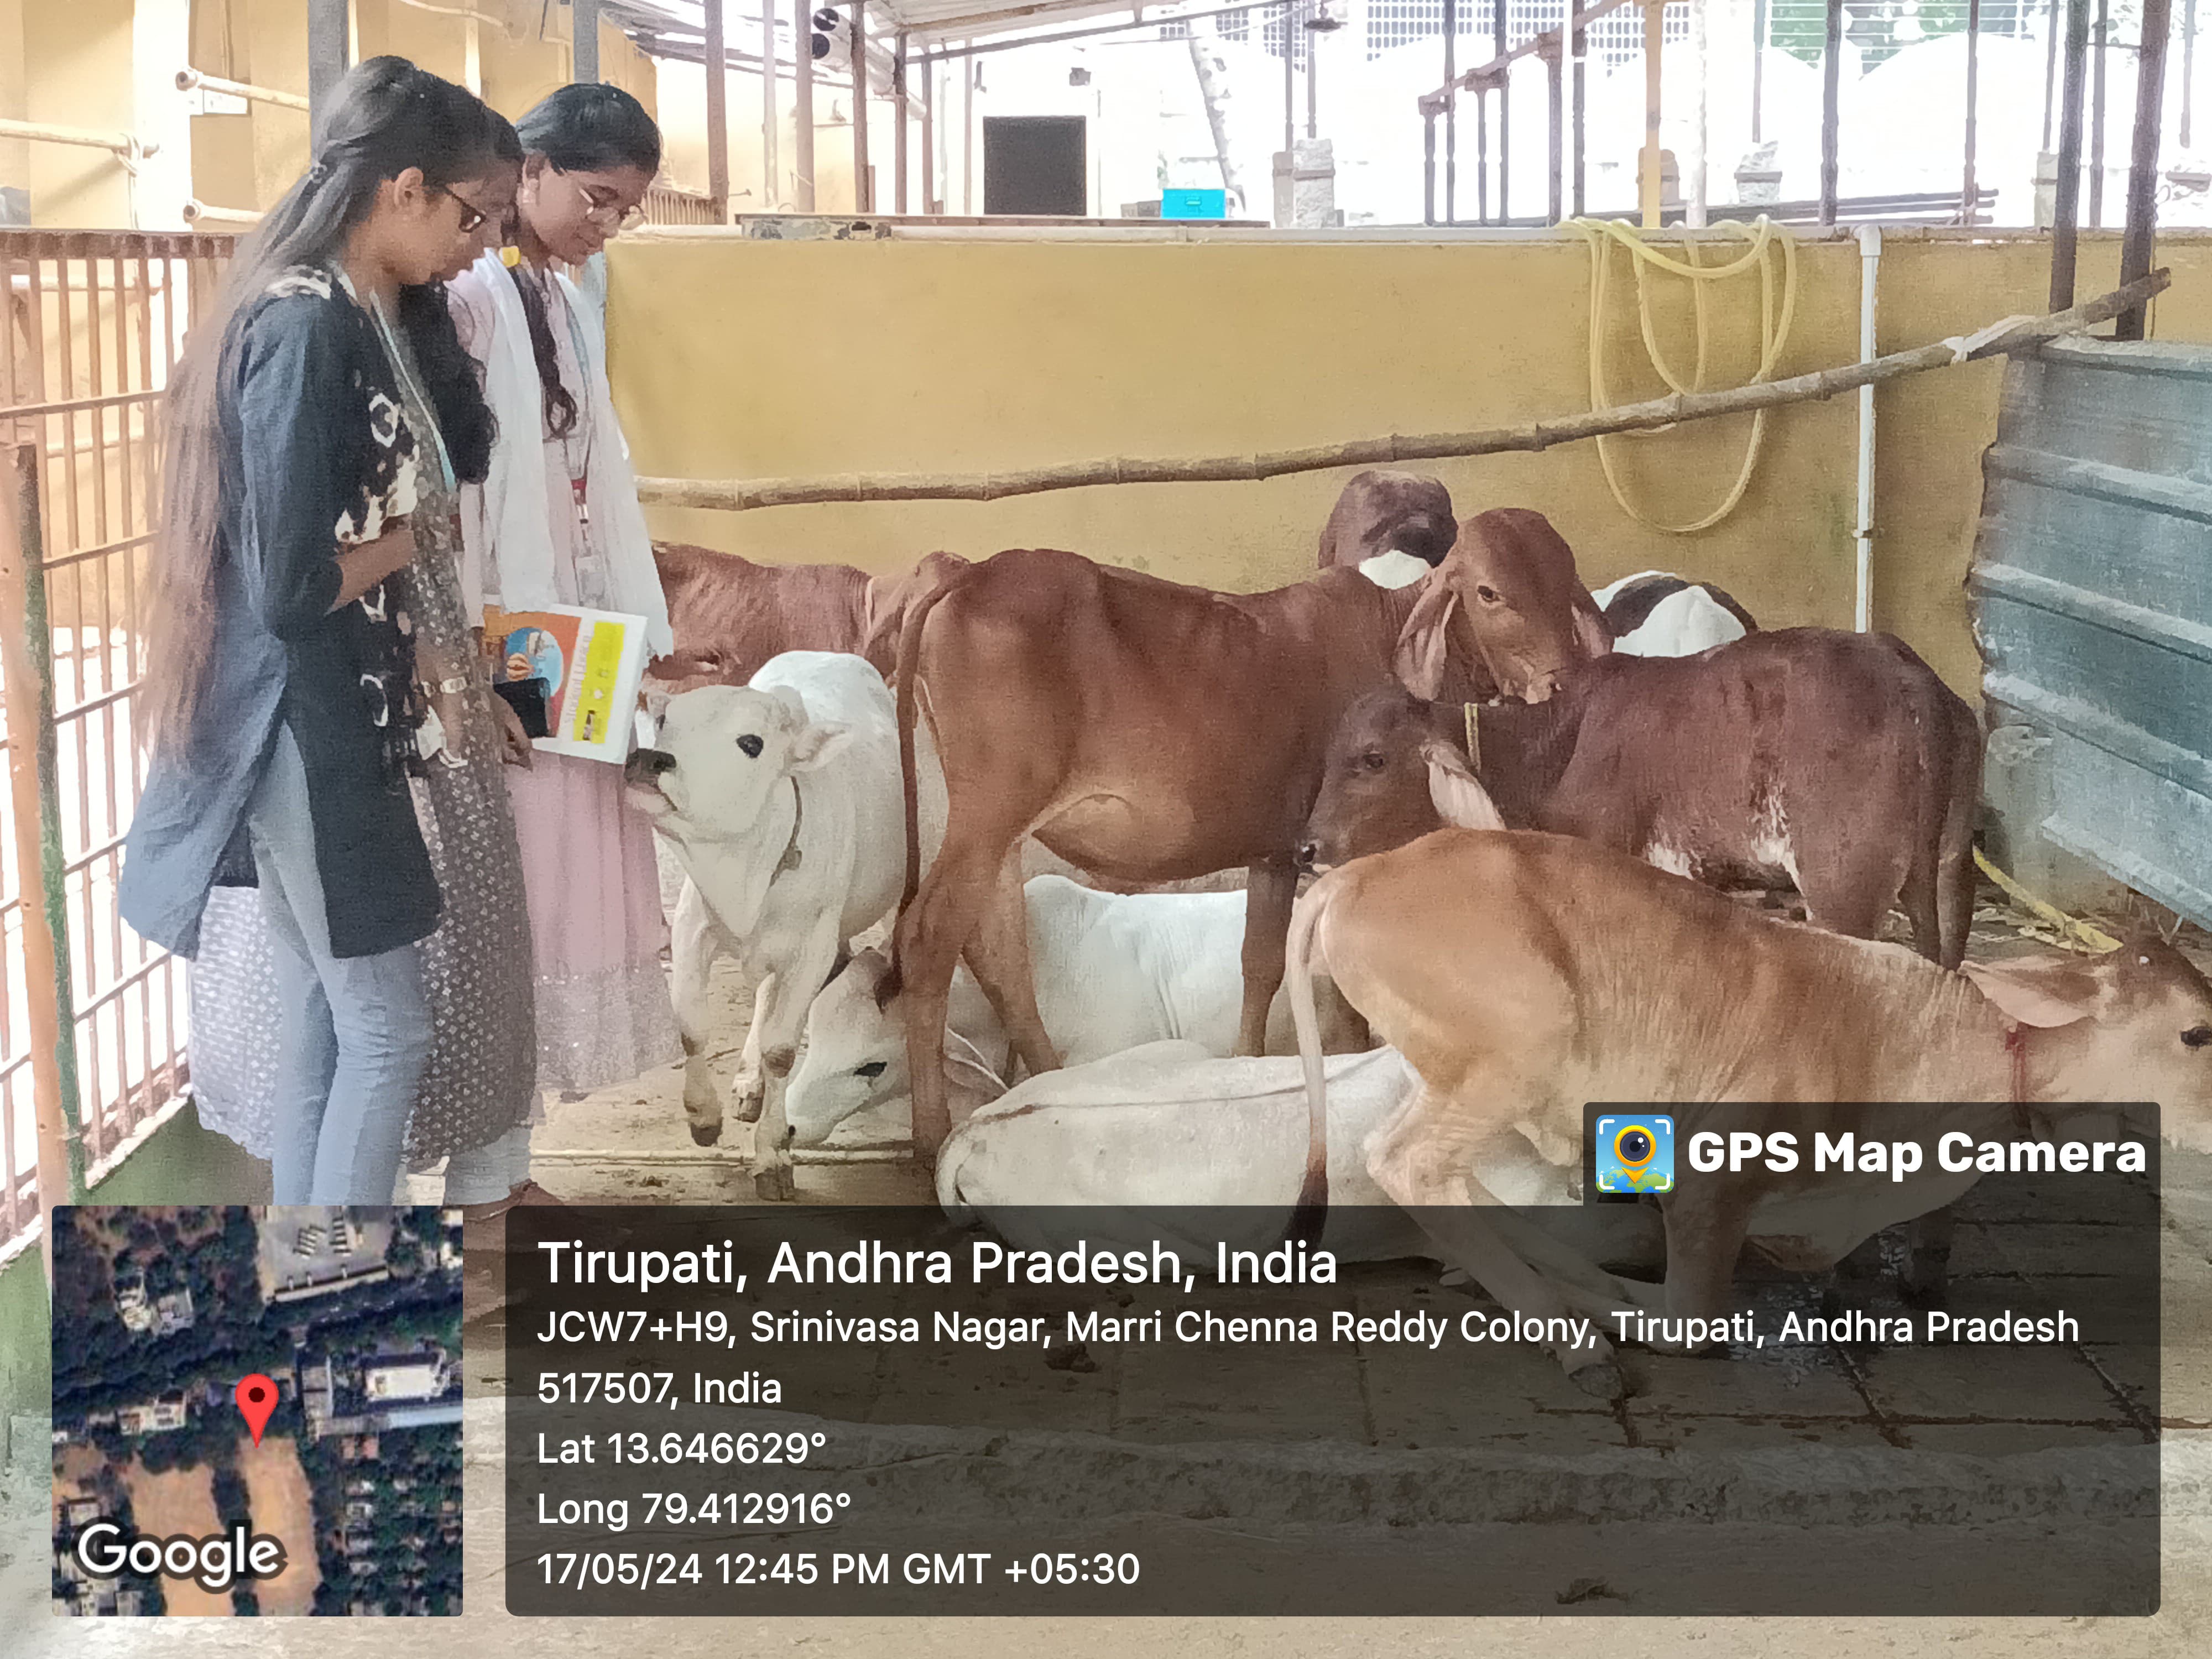 GPS Map Camera
Tirupati, Andhra Pradesh, India
JCW7+H9, Srinivasa Nagar, Marri Chenna Reddy Colony, Tirupati, Andhra Pradesh
517507, India
Lat 13.646629°
Long 79.412916°
17/05/24 12:45 PM GMT +05:30
Google